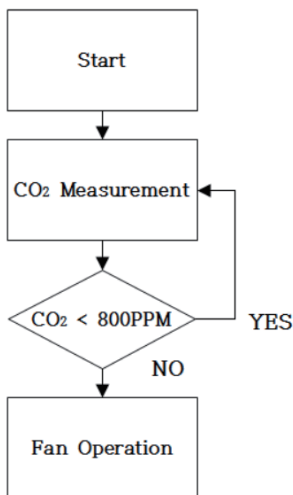 Start
CO₂ Measurement
CO₂ < 800PPM
YES
NO
Fan Operation